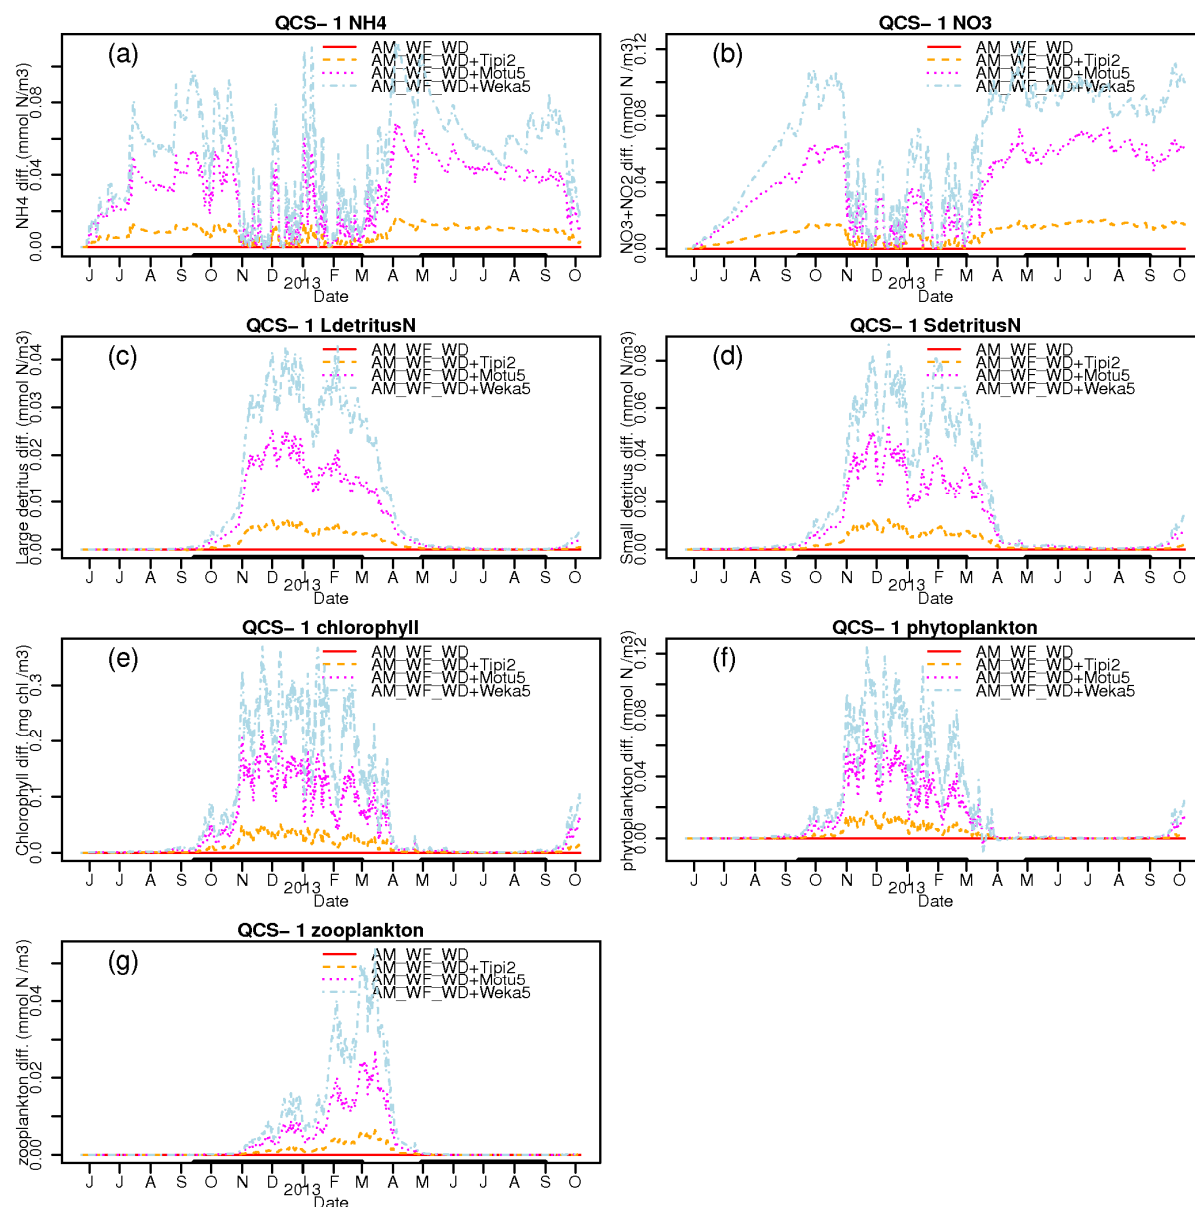 QCS− 1 NH4
(a)
AM_WF_WD
AM_WF_WD+Tipi2
AM_WF_WD+Motu5
AM_WF_WD+Weka5
NH4 diff. (mmol N/m3)
0.00 0.04 0.08
J J A S O N D J F M A M J J A S O
2013
Date
QCS− 1 NO3
(b)
AM_WF_WD
AM_WF_WD+Tipi2
AM_WF_WD+Motu5
AM_WF_WD+Weka5
NO3+NO2 diff. (mmol N /m3)
0.00 0.04 0.08 0.12
J J A S O N D J F M A M J J A S O
2013
Date
QCS− 1 LdetritusN
(c)
AM_WF_WD
AM_WF_WD+Tipi2
AM_WF_WD+Motu5
AM_WF_WD+Weka5
Large detritus diff. (mmol N/m3)
0.00 0.01 0.02 0.03 0.04
J J A S O N D J F M A M J J A S O
2013
Date
QCS− 1 SdetritusN
(d)
AM_WF_WD
AM_WF_WD+Tipi2
AM_WF_WD+Motu5
AM_WF_WD+Weka5
Small detritus diff. (mmol N/m3)
0.00 0.02 0.04 0.06 0.08
J J A S O N D J F M A M J J A S O
2013
Date
QCS− 1 chlorophyll
(e)
AM_WF_WD
AM_WF_WD+Tipi2
AM_WF_WD+Motu5
AM_WF_WD+Weka5
Chlorophyll diff. (mg chl /m3)
0.0 0.1 0.2 0.3
J J A S O N D J F M A M J J A S O
2013
Date
QCS− 1 phytoplankton
(f)
AM_WF_WD
AM_WF_WD+Tipi2
AM_WF_WD+Motu5
AM_WF_WD+Weka5
phytoplankton diff. (mmol N /m3)
0.00 0.04 0.08 0.12
J J A S O N D J F M A M J J A S O
2013
Date
QCS− 1 zooplankton
(g)
AM_WF_WD
AM_WF_WD+Tipi2
AM_WF_WD+Motu5
AM_WF_WD+Weka5
zooplankton diff. (mmol N /m3)
0.00 0.02 0.04
J J A S O N D J F M A M J J A S O
2013
Date